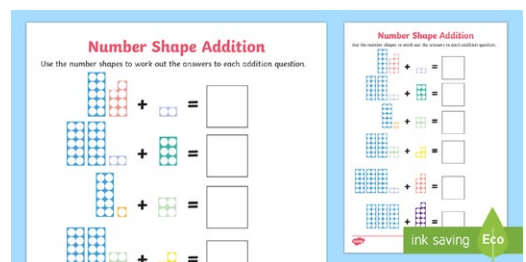 Number Shape Addition
Use the number shapes to work out the answers to each addition question.
+ =
+ =
+ =
+ =
Number Shape Addition
Use the number shapes to work out the answers to each addition question.
+ =
+ =
+ =
+ =
+ =
+ =
ink saving Eco